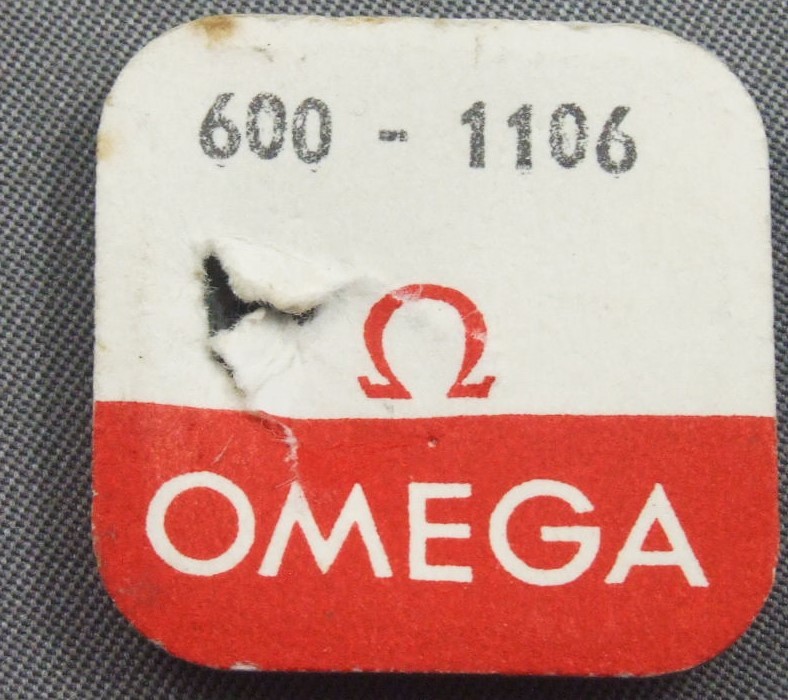 600 - 1106
Ω
OMEGA